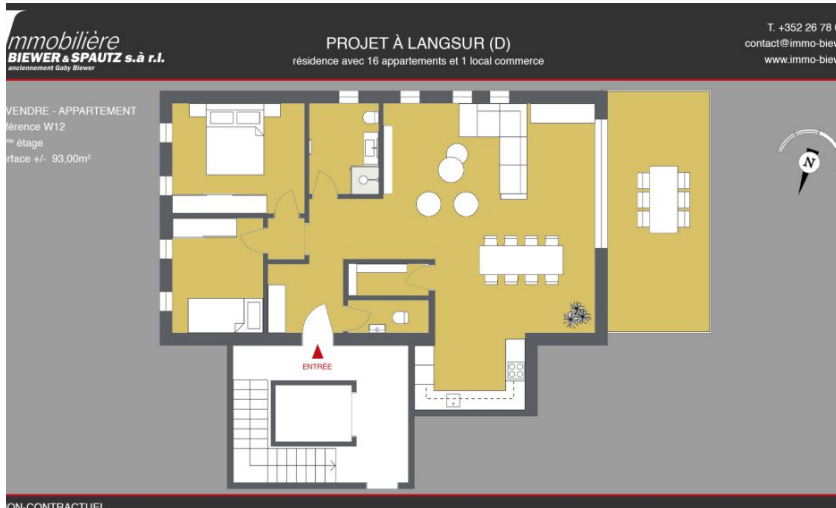 mmobilière
BIEWER & SPAUTZ s.à r.l.
anciennement Gaby Biewer
PROJET À LANGSUR (D)
résidence avec 16 appartements et 1 local commerce
T. +352 26 78
contact@immo-biew
www.immo-biew
VENDRE - APPARTEMENT
férence W12
étage
rface +/- 93,00m²
N
ENTRÉE
ON-CONTRACTUEL